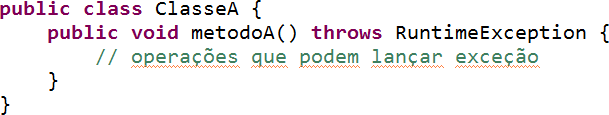 public class ClasseA {
    public void metodoA() throws RuntimeException {
        // operações que podem lançar exceção
    }
}